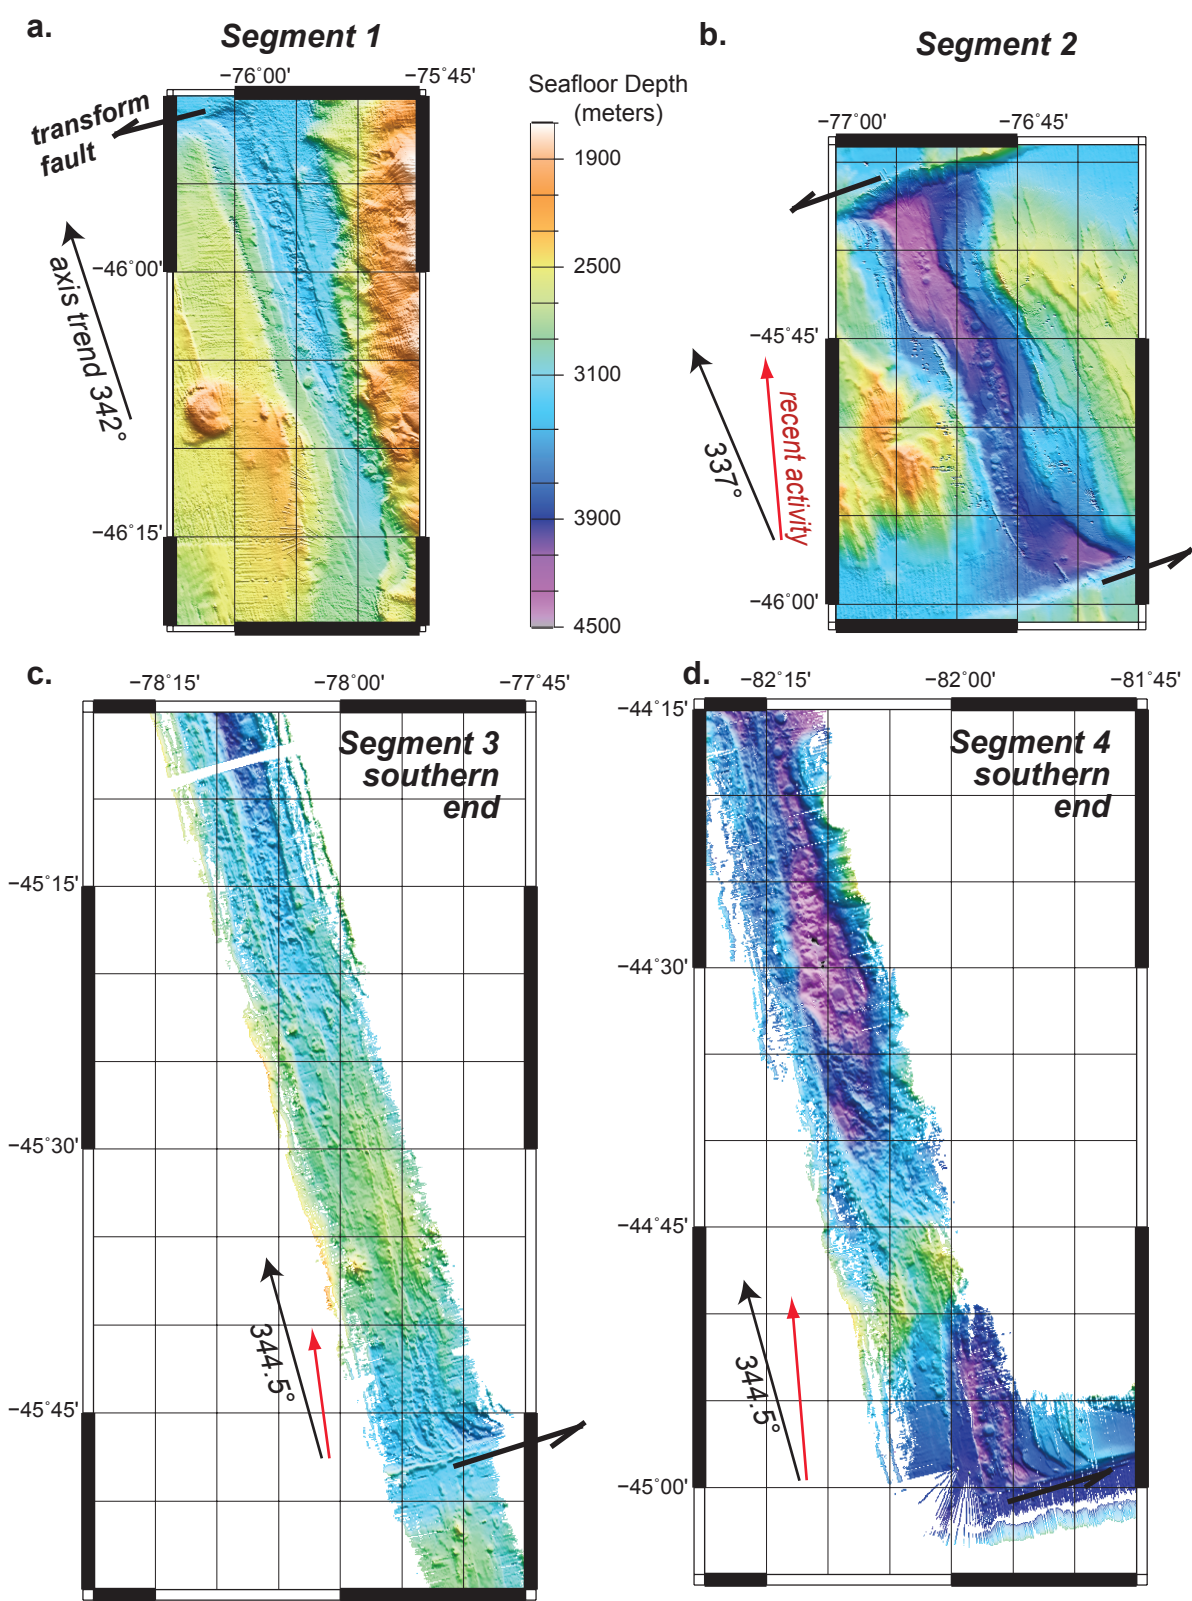 a.
Segment 1
−76˚00'
−75˚45'
transform
fault
axis trend 342°
−46˚00'
−46˚15'
Seafloor Depth
(meters)
1900
2500
3100
3900
4500
b.
Segment 2
−77˚00'
−76˚45'
−45˚45'
−46˚00'
337°
recent activity
c.
−78˚15'
−78˚00'
−77˚45'
Segment 3
southern
end
−45˚15'
−45˚30'
−45˚45'
344.5°
d.
−82˚15'
−82˚00'
−81˚45'
−44˚15'
Segment 4
southern
end
−44˚30'
−44˚45'
−45˚00'
344.5°